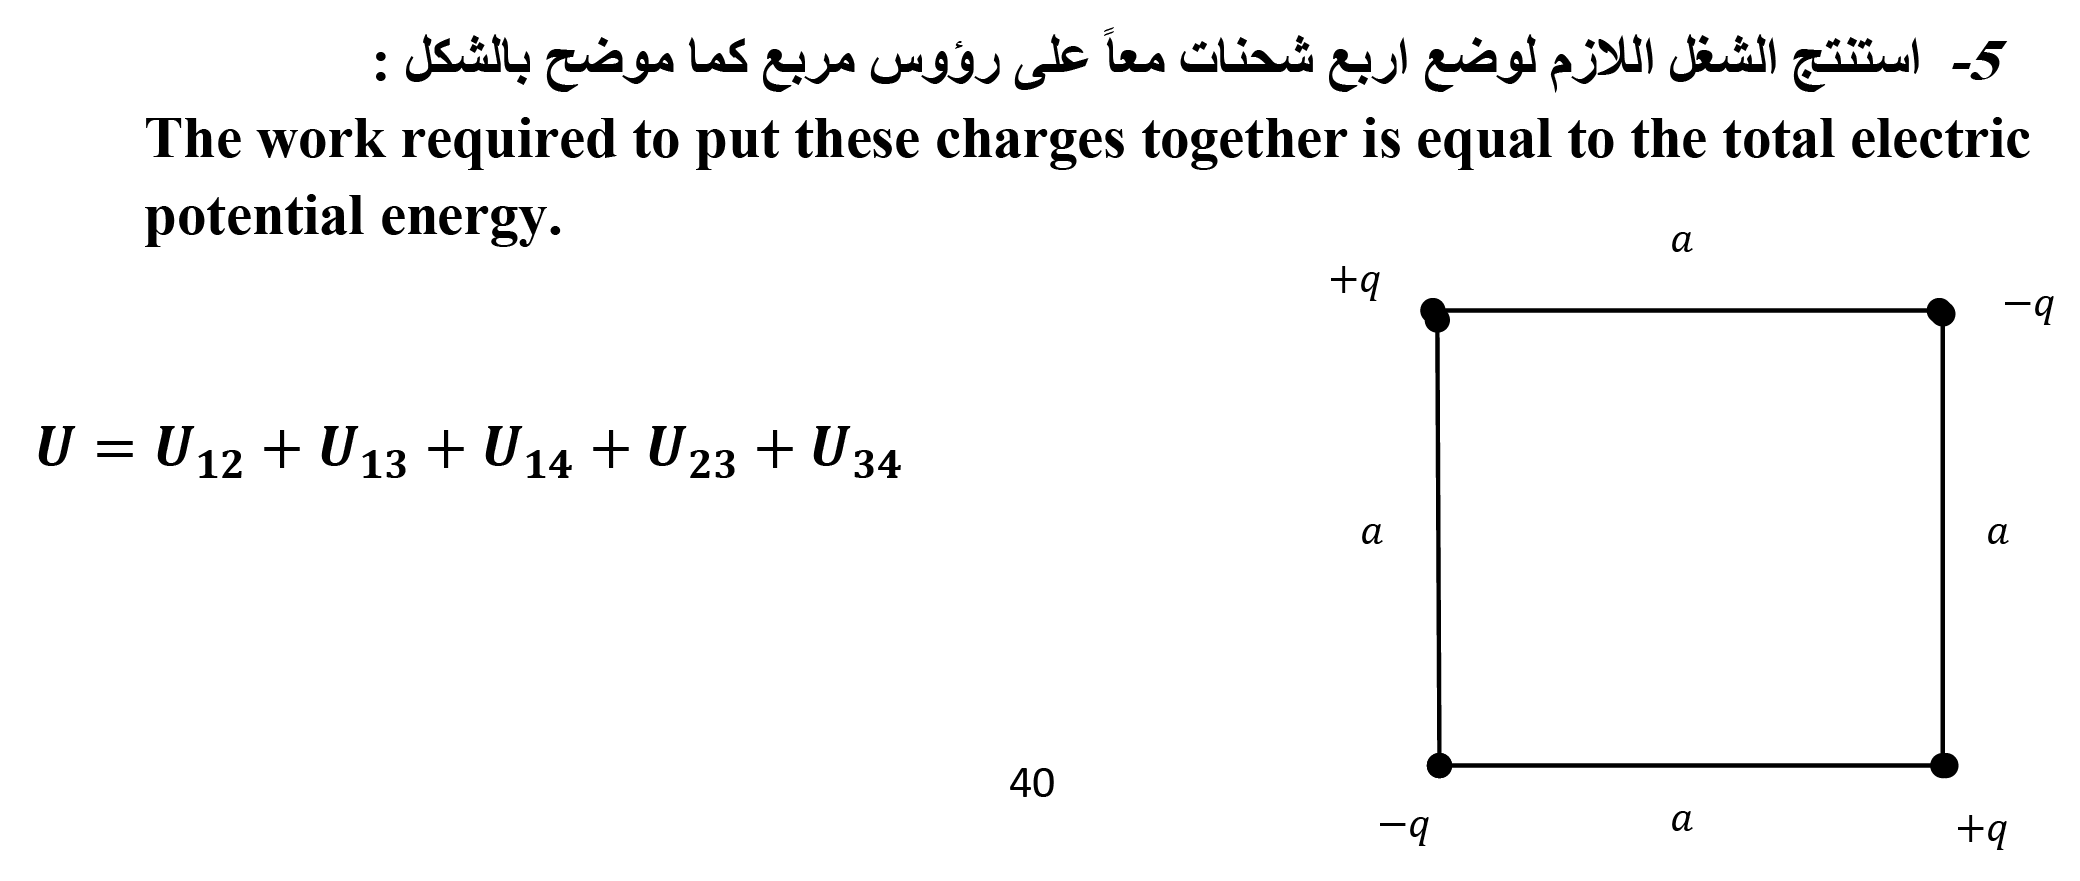 5- استنتج الشغل اللازم لوضع اربع شحنات معاً على رؤوس مربع كما موضح بالشكل :
The work required to put these charges together is equal to the total electric
potential energy.
a
+q
−q
U = U₁₂ + U₁₃ + U₁₄ + U₂₃ + U₃₄
a
a
40
−q
a
+q